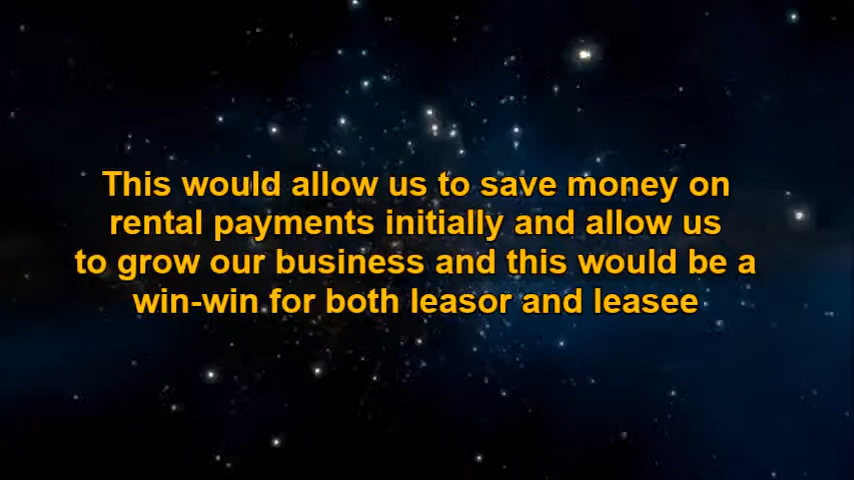 This would allow us to save money on
rental payments initially and allow us
to grow our business and this would be a
win-win for both leasor and leasee